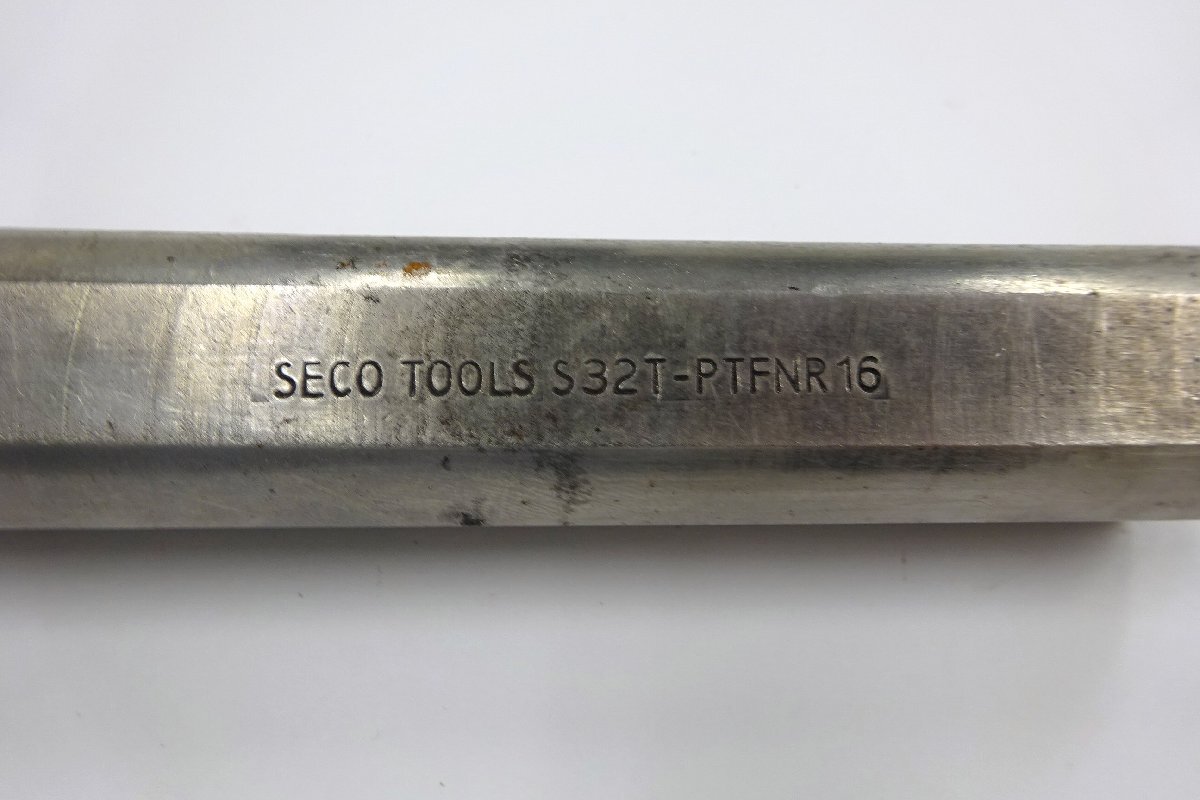 SECO TOOLS S32T-PTFNR16